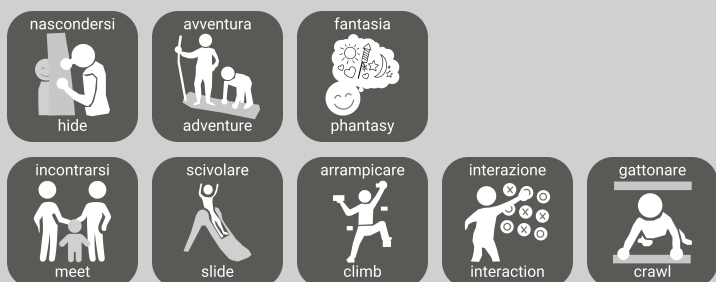 nascondersi
hide
avventura
adventure
fantasia
phantasy
incontrarsi
meet
scivolare
slide
arrampicare
climb
interazione
interaction
gattonare
crawl